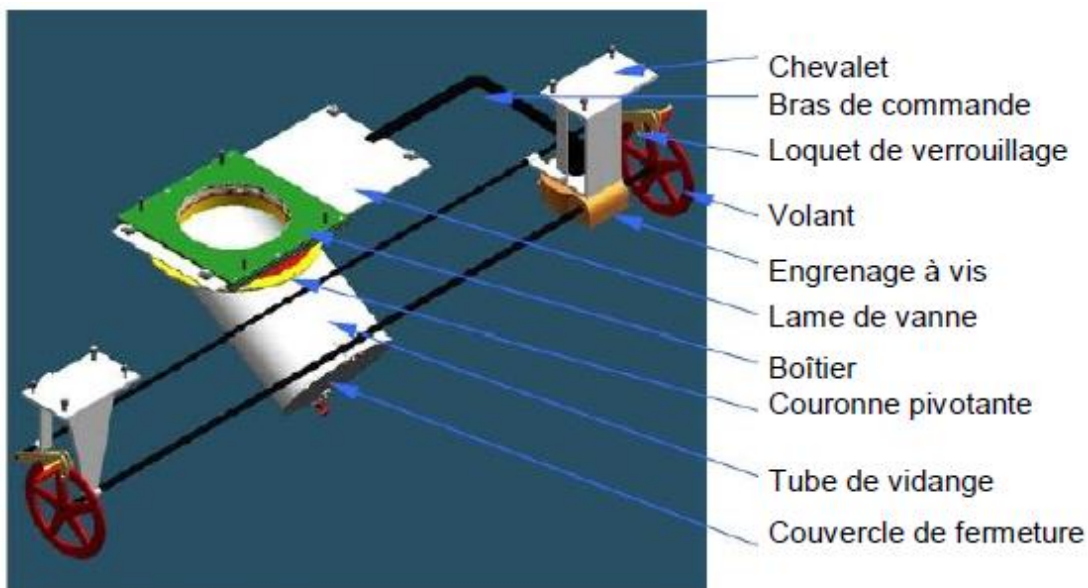 Chevalet
Bras de commande
Loquet de verrouillage
Volant
Engrenage à vis
Lame de vanne
Boîtier
Couronne pivotante
Tube de vidange
Couvercle de fermeture